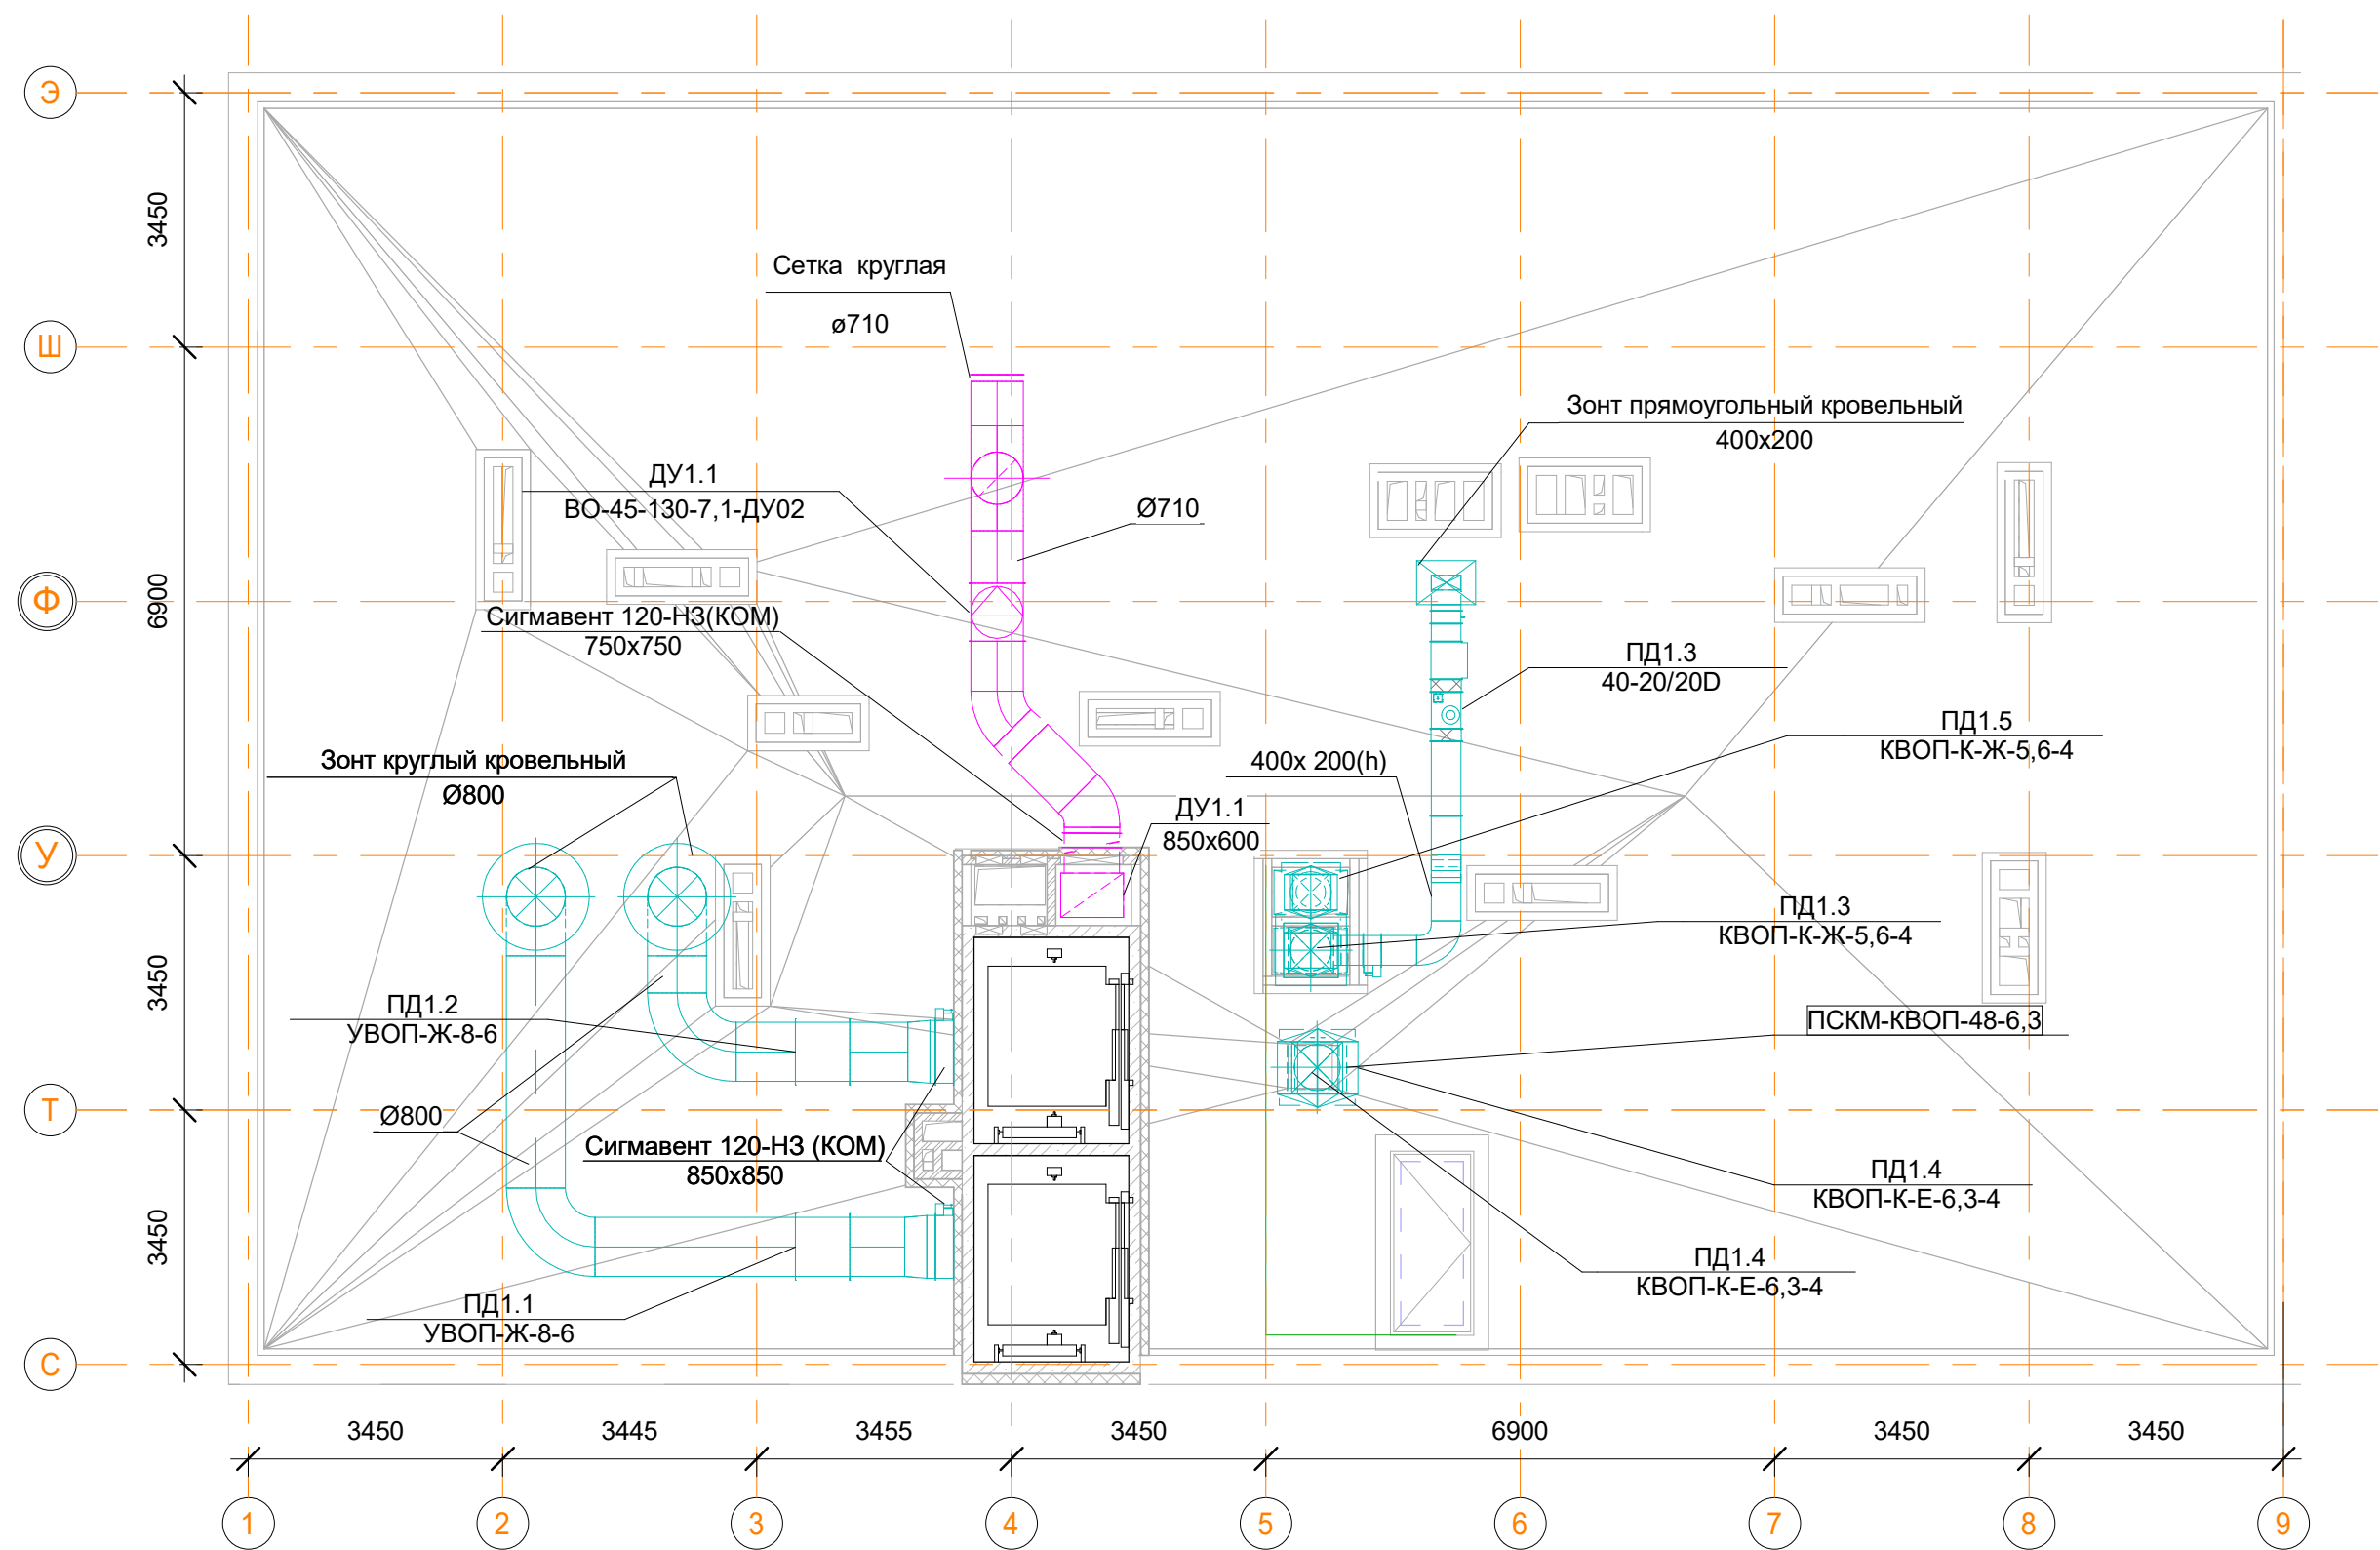 Э
3450
Сетка круглая
ø710
Ш
Зонт прямоугольный кровельный
400х200
ДУ1.1
ВО-45-130-7,1-ДУ02
Ø710
Ф
6900
Сигмавент 120-НЗ(КОМ)
750х750
ПД1.3
40-20/20D
ПД1.5
КВОП-К-Ж-5,6-4
Зонт круглый кровельный
Ø800
400х 200(h)
ДУ1.1
850х600
У
ПД1.3
КВОП-К-Ж-5,6-4
3450
ПД1.2
УВОП-Ж-8-6
ПСКМ-КВОП-48-6,3
Т
Ø800
Сигмавент 120-НЗ (КОМ)
850х850
ПД1.4
КВОП-К-Е-6,3-4
3450
ПД1.4
КВОП-К-Е-6,3-4
ПД1.1
УВОП-Ж-8-6
С
3450 3445 3455 3450 6900 3450 3450
1 2 3 4 5 6 7 8 9